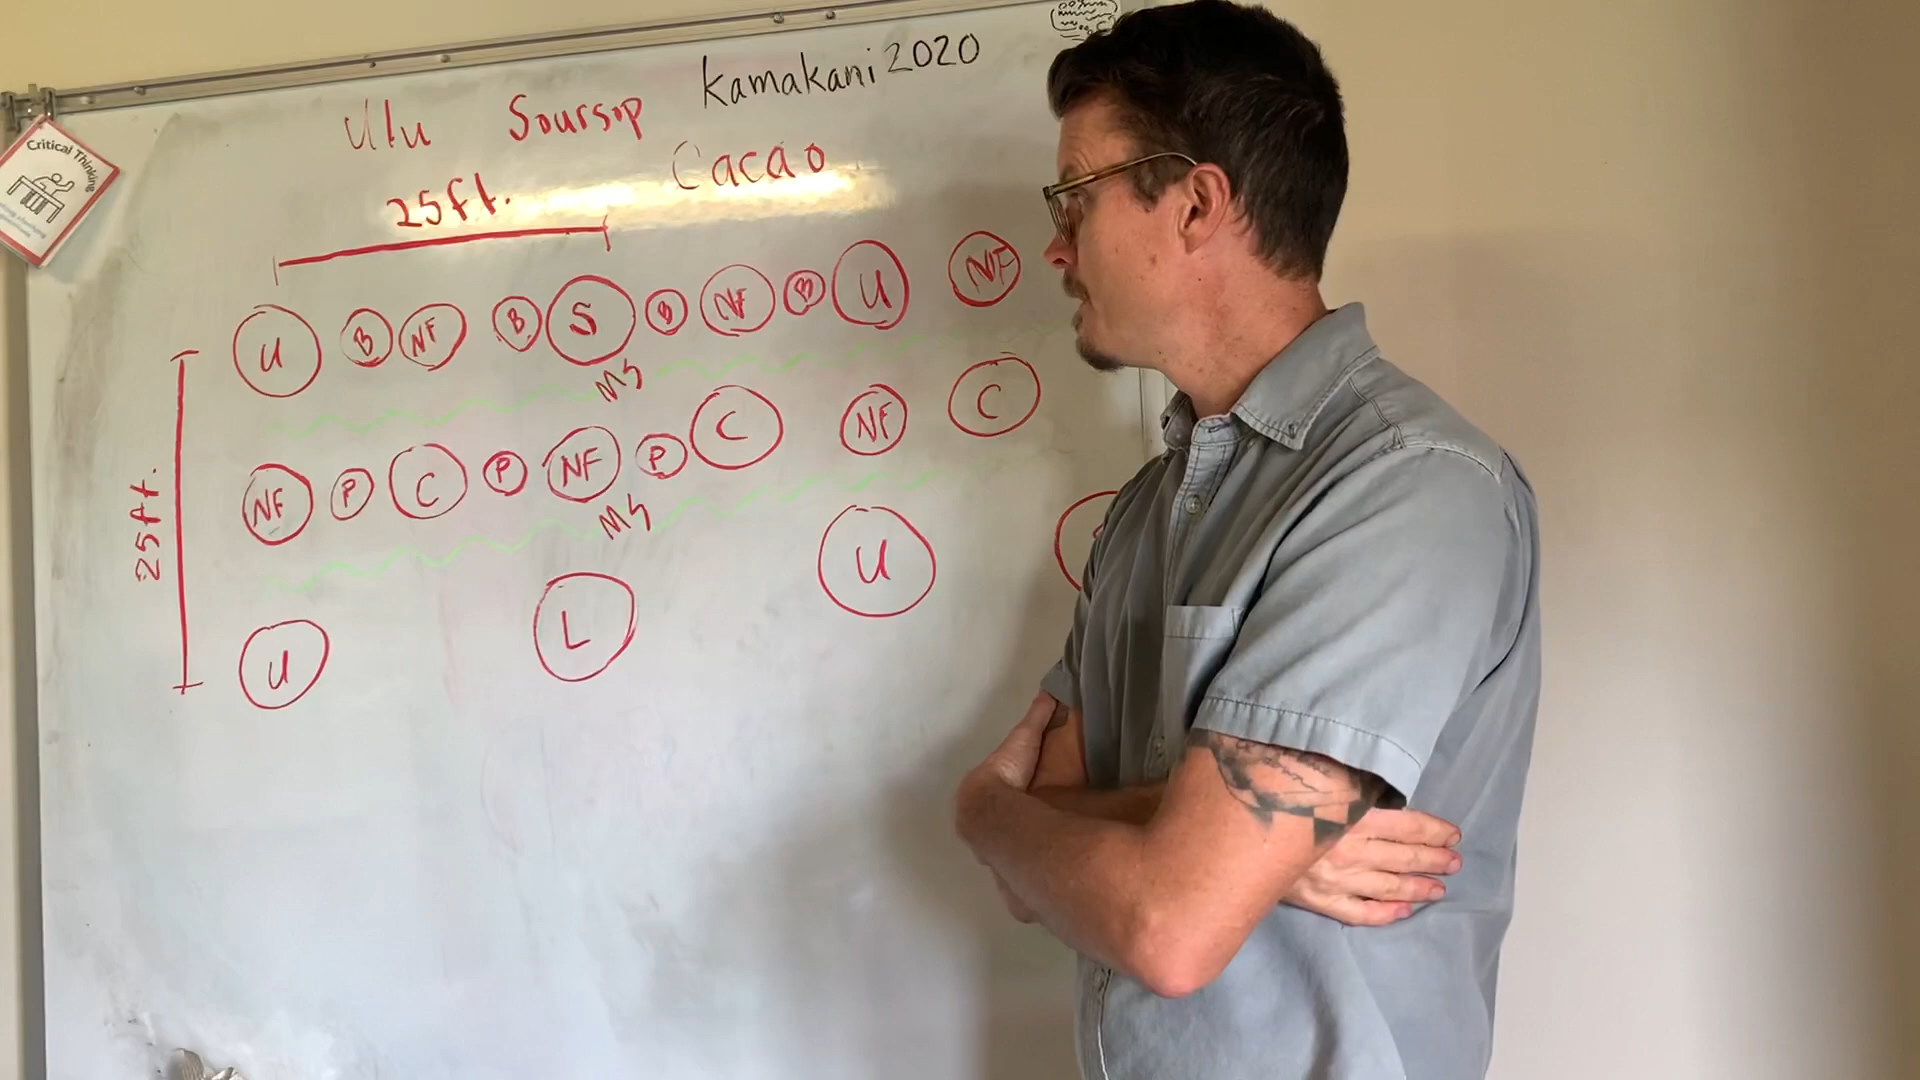 Kamakani 2020
Ulu Soursop
Cacao
25ft.
Critical Thinking
U B NF B S B NF B U NF
MS
NF P C P NF P C NF C
MS
25ft.
U L U